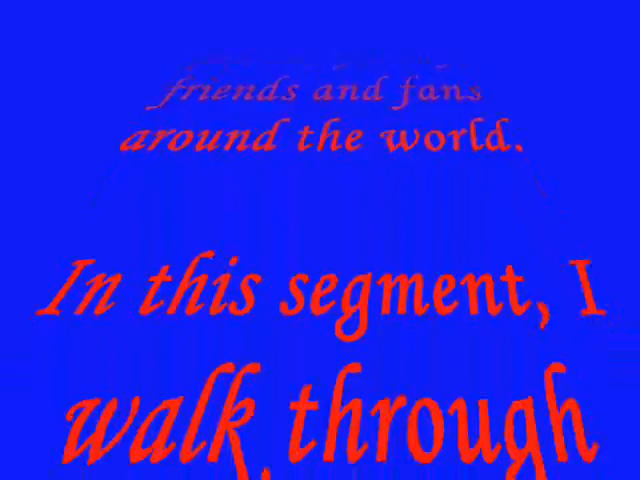 friends and fans
around the world.
In this segment, I
walk through